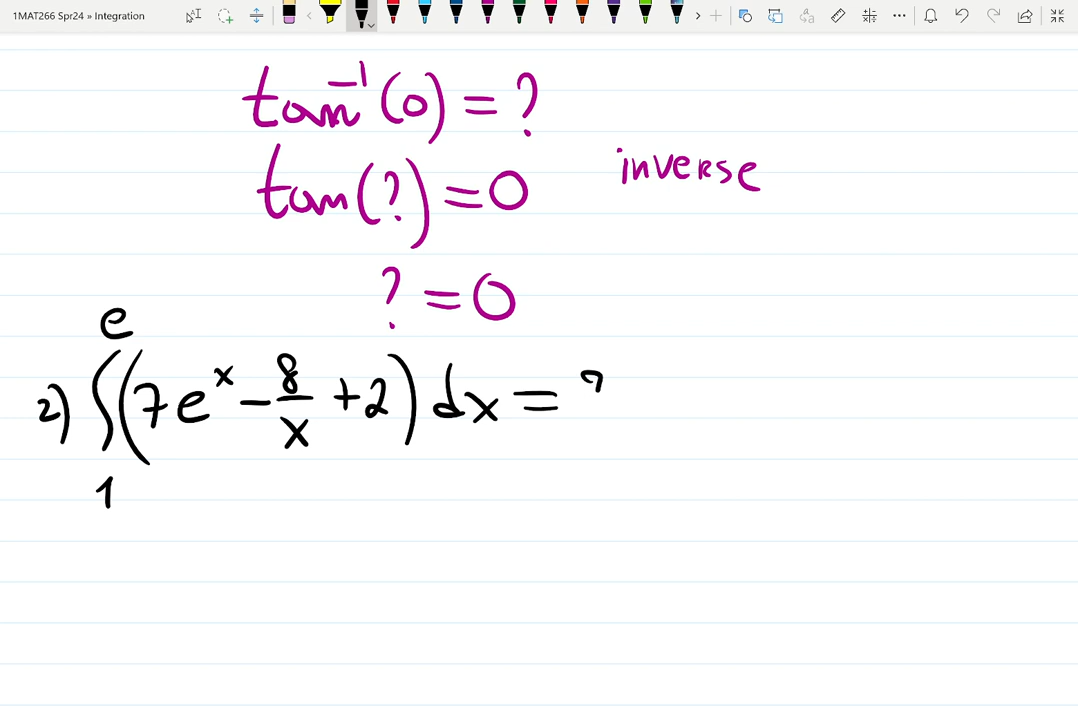 1MAT266 Spr24 » Integration
tan⁻¹(0) = ?
tan(?) = 0
inverse
? = 0
2) ∫₁ᵉ (7eˣ - 8/x + 2) dx = ?